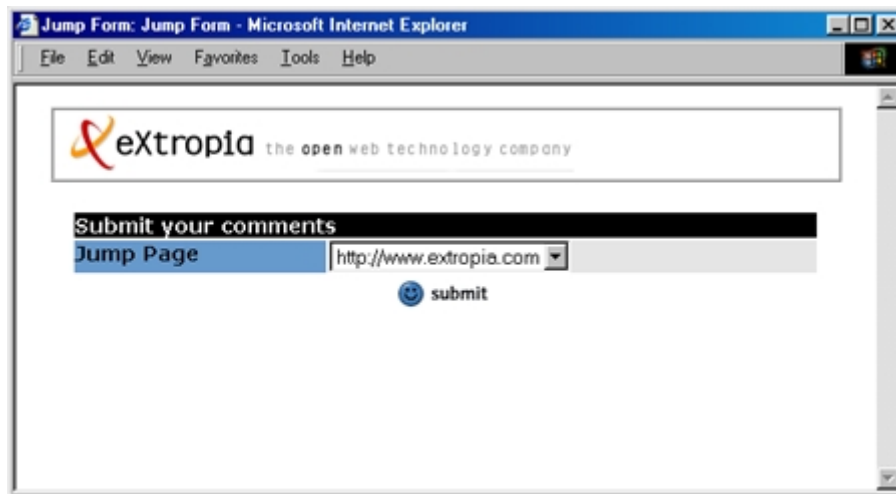 Jump Form: Jump Form - Microsoft Internet Explorer
File Edit View Favorites Tools Help
eXtropia the open web technology company
Submit your comments
Jump Page http://www.extropia.com
submit